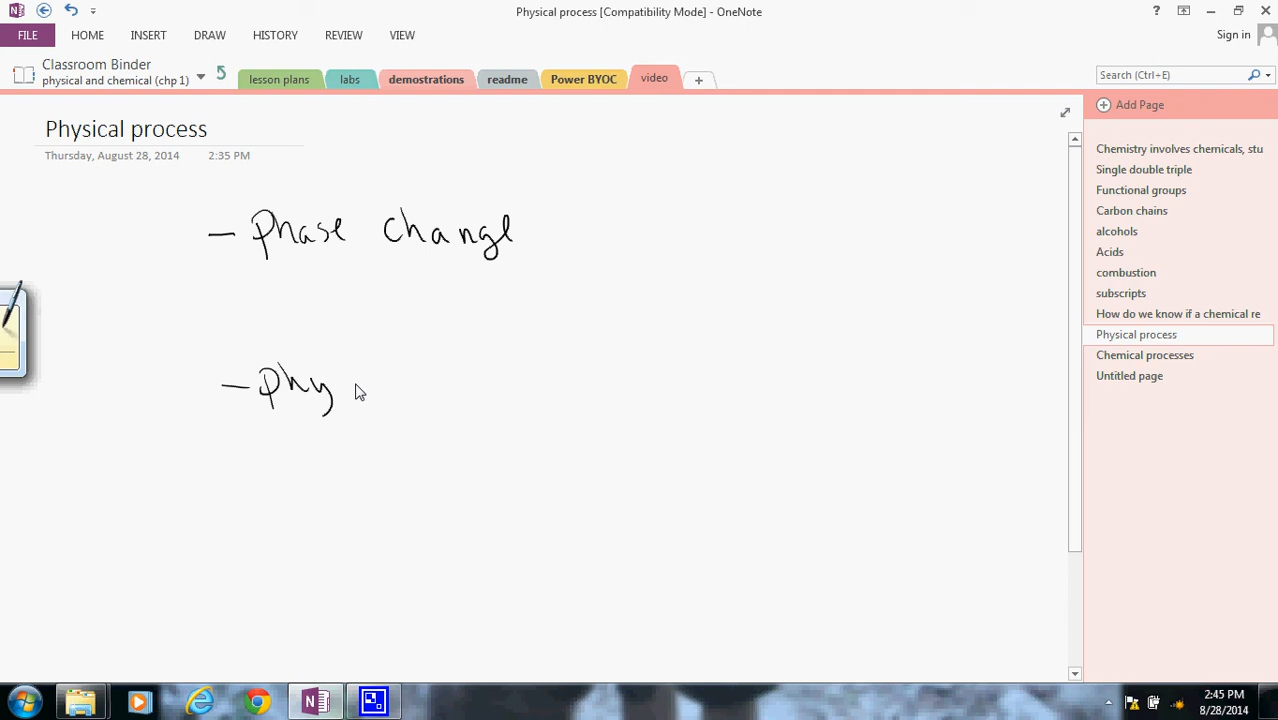 Physical process [Compatibility Mode] - OneNote
?
FILE HOME INSERT DRAW HISTORY REVIEW VIEW
Sign in
Classroom Binder
physical and chemical (chp 1)
lesson plans labs demostrations readme Power BYOC video +
Search (Ctrl+E)
Add Page
Physical process
Thursday, August 28, 2014 2:35 PM
- Phase change
- Phy
Chemistry involves chemicals, stu
Single double triple
Functional groups
Carbon chains
alcohols
Acids
combustion
subscripts
How do we know if a chemical re
Physical process
Chemical processes
Untitled page
2:45 PM
8/28/2014